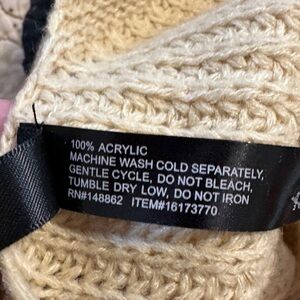 100% ACRYLIC
MACHINE WASH COLD SEPARATELY,
GENTLE CYCLE, DO NOT BLEACH,
TUMBLE DRY LOW, DO NOT IRON
RN#148862 ITEM#16173770